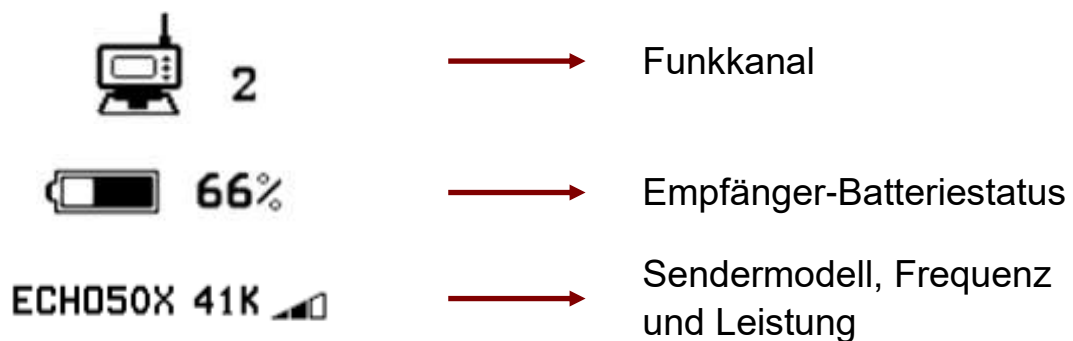 2
Funkkanal
66%
Empfänger-Batteriestatus
ECHO50X 41K
Sendermodell, Frequenz
und Leistung